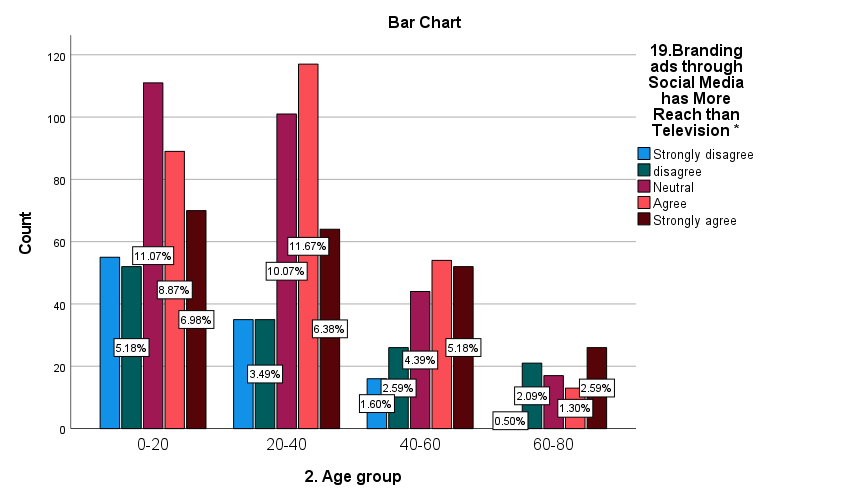 Bar Chart
19.Branding
ads through
Social Media
has More
Reach than
Television *
Strongly disagree
disagree
Neutral
Agree
Strongly agree
Count
120
100
80
60
40
20
0
11.07%
8.87%
6.98%
5.18%
11.67%
10.07%
6.38%
3.49%
5.18%
4.39%
2.59%
1.60%
2.59%
2.09%
1.30%
0.50%
0-20
20-40
40-60
60-80
2. Age group